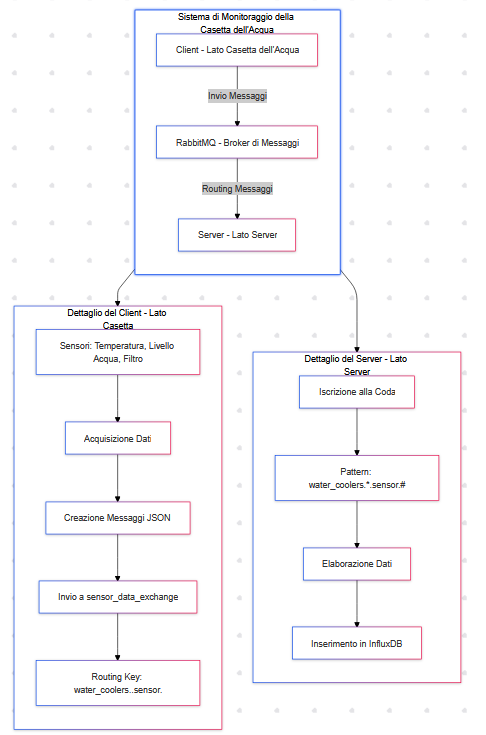 Sistema di Monitoraggio della
Casetta dell'Acqua
Client - Lato Casetta dell'Acqua
Invio Messaggi
RabbitMQ - Broker di Messaggi
Routing Messaggi
Server - Lato Server
Dettaglio del Client - Lato
Casetta
Sensori: Temperatura, Livello
Acqua, Filtro
Acquisizione Dati
Creazione Messaggi JSON
Invio a sensor_data_exchange
Routing Key:
water_coolers..sensor.
Dettaglio del Server - Lato
Server
Iscrizione alla Coda
Pattern:
water_coolers.*.sensor.#
Elaborazione Dati
Inserimento in InfluxDB